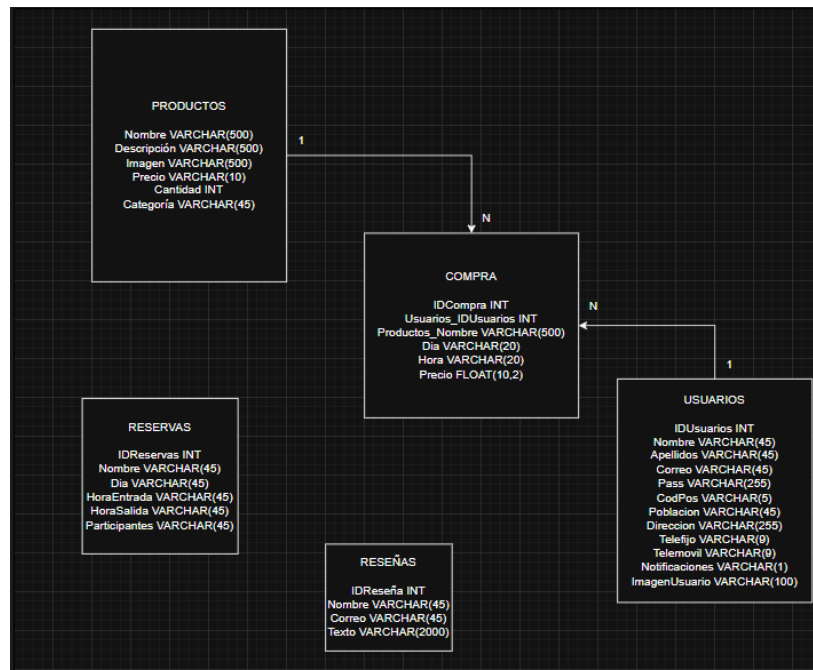 PRODUCTOS
Nombre VARCHAR(500)
Descripción VARCHAR(500)
Imagen VARCHAR(500)
Precio VARCHAR(10)
Cantidad INT
Categoría VARCHAR(45)
1
N
COMPRA
IDCompra INT
Usuarios_IDUsuarios INT
Productos_Nombre VARCHAR(500)
Dia VARCHAR(20)
Hora VARCHAR(20)
Precio FLOAT(10,2)
N
1
USUARIOS
IDUsuarios INT
Nombre VARCHAR(45)
Apellidos VARCHAR(45)
Correo VARCHAR(45)
Pass VARCHAR(255)
CodPos VARCHAR(5)
Poblacion VARCHAR(45)
Direccion VARCHAR(255)
Telefijo VARCHAR(9)
Telemovil VARCHAR(9)
Notificaciones VARCHAR(1)
ImagenUsuario VARCHAR(100)
RESERVAS
IDReservas INT
Nombre VARCHAR(45)
Dia VARCHAR(45)
HoraEntrada VARCHAR(45)
HoraSalida VARCHAR(45)
Participantes VARCHAR(45)
RESEÑAS
IDReseña INT
Nombre VARCHAR(45)
Correo VARCHAR(45)
Texto VARCHAR(2000)